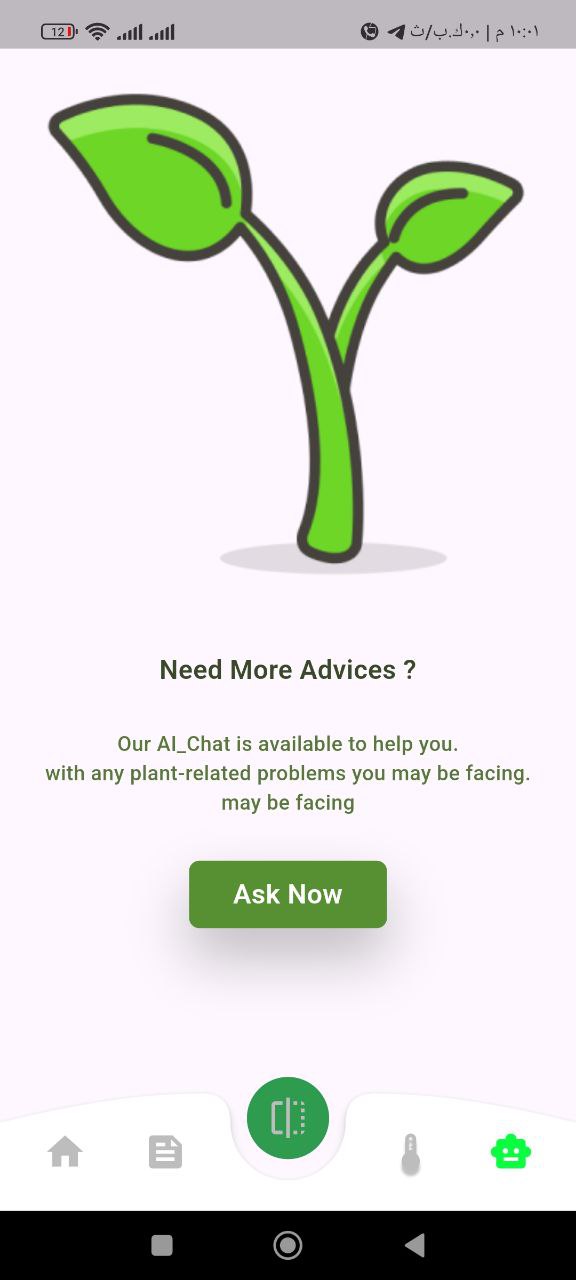 12
١٠:٠١ م | ٠,٠ك.ب/ث
Need More Advices ?
Our AI_Chat is available to help you.
with any plant-related problems you may be facing.
may be facing
Ask Now